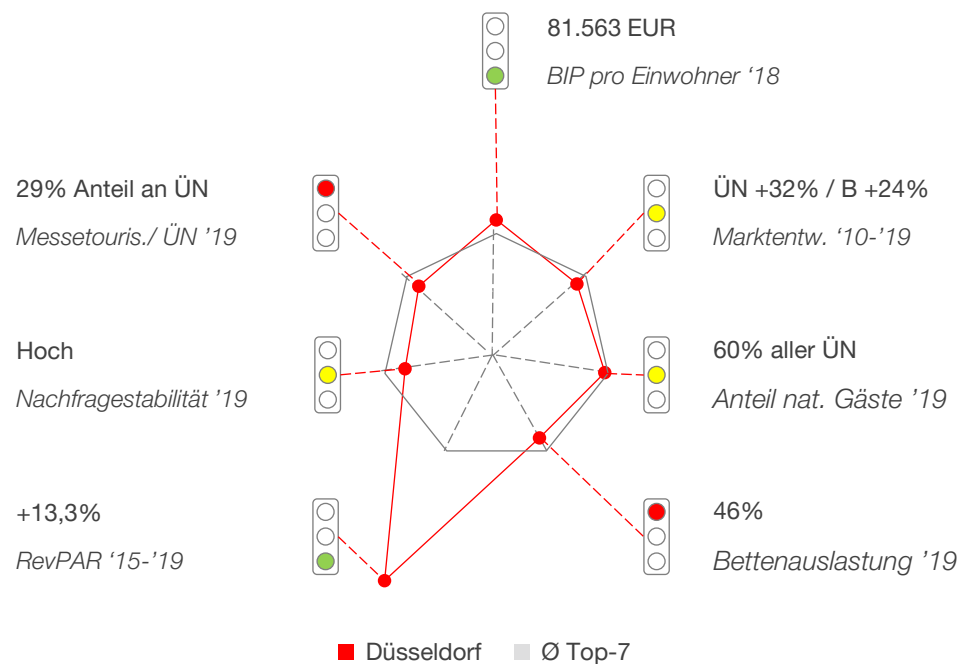 81.563 EUR
BIP pro Einwohner ‘18
29% Anteil an ÜN
Messetouris./ ÜN ’19
ÜN +32% / B +24%
Marktentw. ’10-’19
Hoch
Nachfragestabilität ’19
60% aller ÜN
Anteil nat. Gäste ’19
+13,3%
RevPAR ‘15-’19
46%
Bettenauslastung ’19
Düsseldorf
Ø Top-7